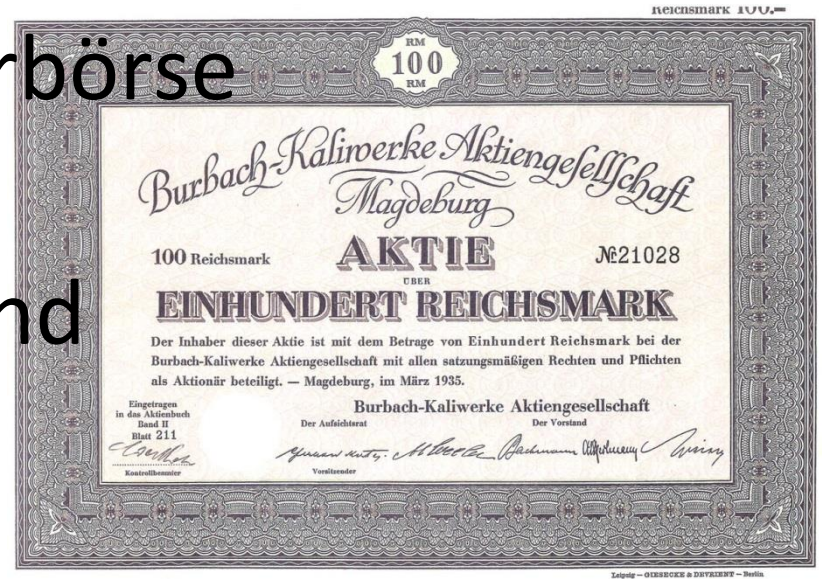 Reichsmark 100.–
rbörse
nd
RM
100
RM
Burbach-Kaliwerke Aktiengesellschaft
Magdeburg
100 Reichsmark
AKTIE
№21028
ÜBER
EINHUNDERT REICHSMARK
Der Inhaber dieser Aktie ist mit dem Betrage von Einhundert Reichsmark bei der
Burbach-Kaliwerke Aktiengesellschaft mit allen satzungsmäßigen Rechten und Pflichten
als Aktionär beteiligt. — Magdeburg, im März 1935.
Eingetragen
in das Aktienbuch
Band II
Blatt 211
Kontrollbeamter
Burbach-Kaliwerke Aktiengesellschaft
Der Aufsichtsrat
Der Vorstand
Vorsitzender
Bachmann
Leipzig — GIESECKE & DEVRIENT — Berlin